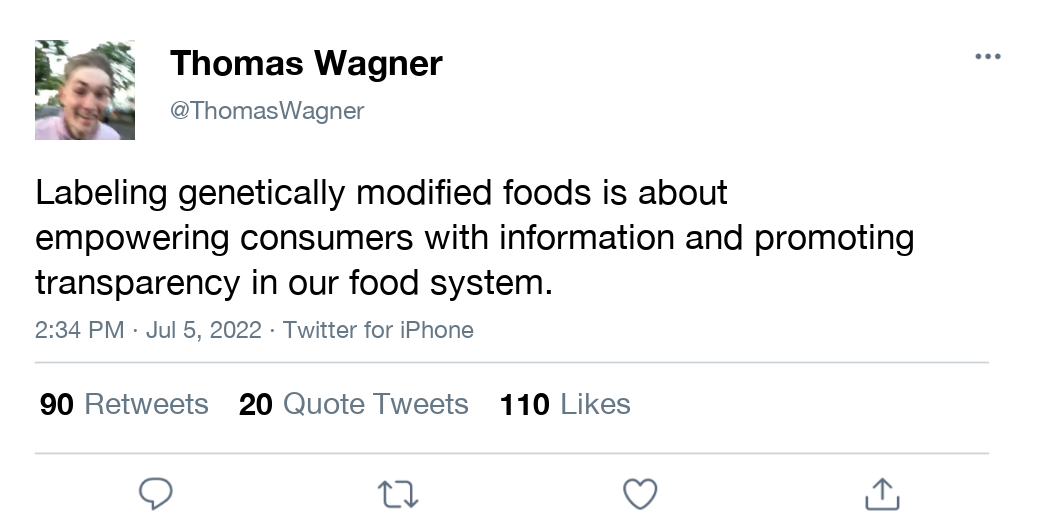 Thomas Wagner
@ThomasWagner
Labeling genetically modified foods is about
empowering consumers with information and promoting
transparency in our food system.
2:34 PM · Jul 5, 2022 · Twitter for iPhone
90 Retweets 20 Quote Tweets 110 Likes